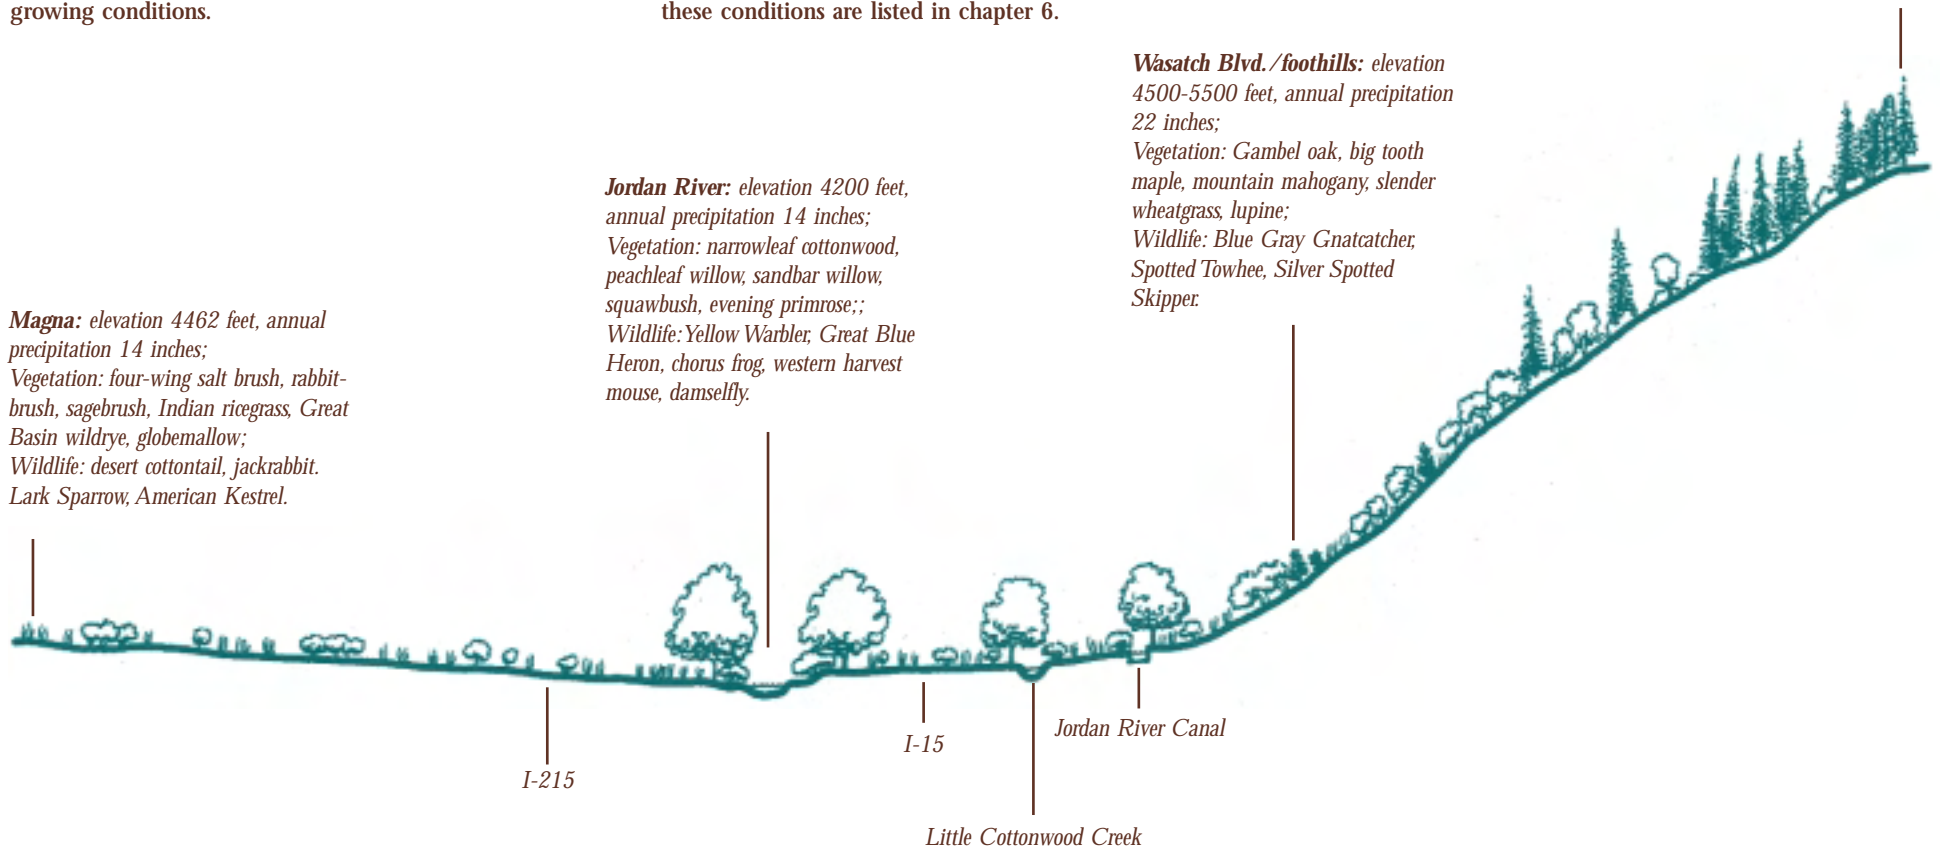 growing conditions.
these conditions are listed in chapter 6.
Wasatch Blvd./foothills: elevation
4500-5500 feet, annual precipitation
22 inches;
Vegetation: Gambel oak, big tooth
maple, mountain mahogany, slender
wheatgrass, lupine;
Wildlife: Blue Gray Gnatcatcher,
Spotted Towhee, Silver Spotted
Skipper.
Jordan River: elevation 4200 feet,
annual precipitation 14 inches;
Vegetation: narrowleaf cottonwood,
peachleaf willow, sandbar willow,
squawbush, evening primrose;;
Wildlife: Yellow Warbler, Great Blue
Heron, chorus frog, western harvest
mouse, damselfly.
Magna: elevation 4462 feet, annual
precipitation 14 inches;
Vegetation: four-wing salt brush, rabbit-
brush, sagebrush, Indian ricegrass, Great
Basin wildrye, globemallow;
Wildlife: desert cottontail, jackrabbit.
Lark Sparrow, American Kestrel.
Jordan River Canal
I-15
I-215
Little Cottonwood Creek